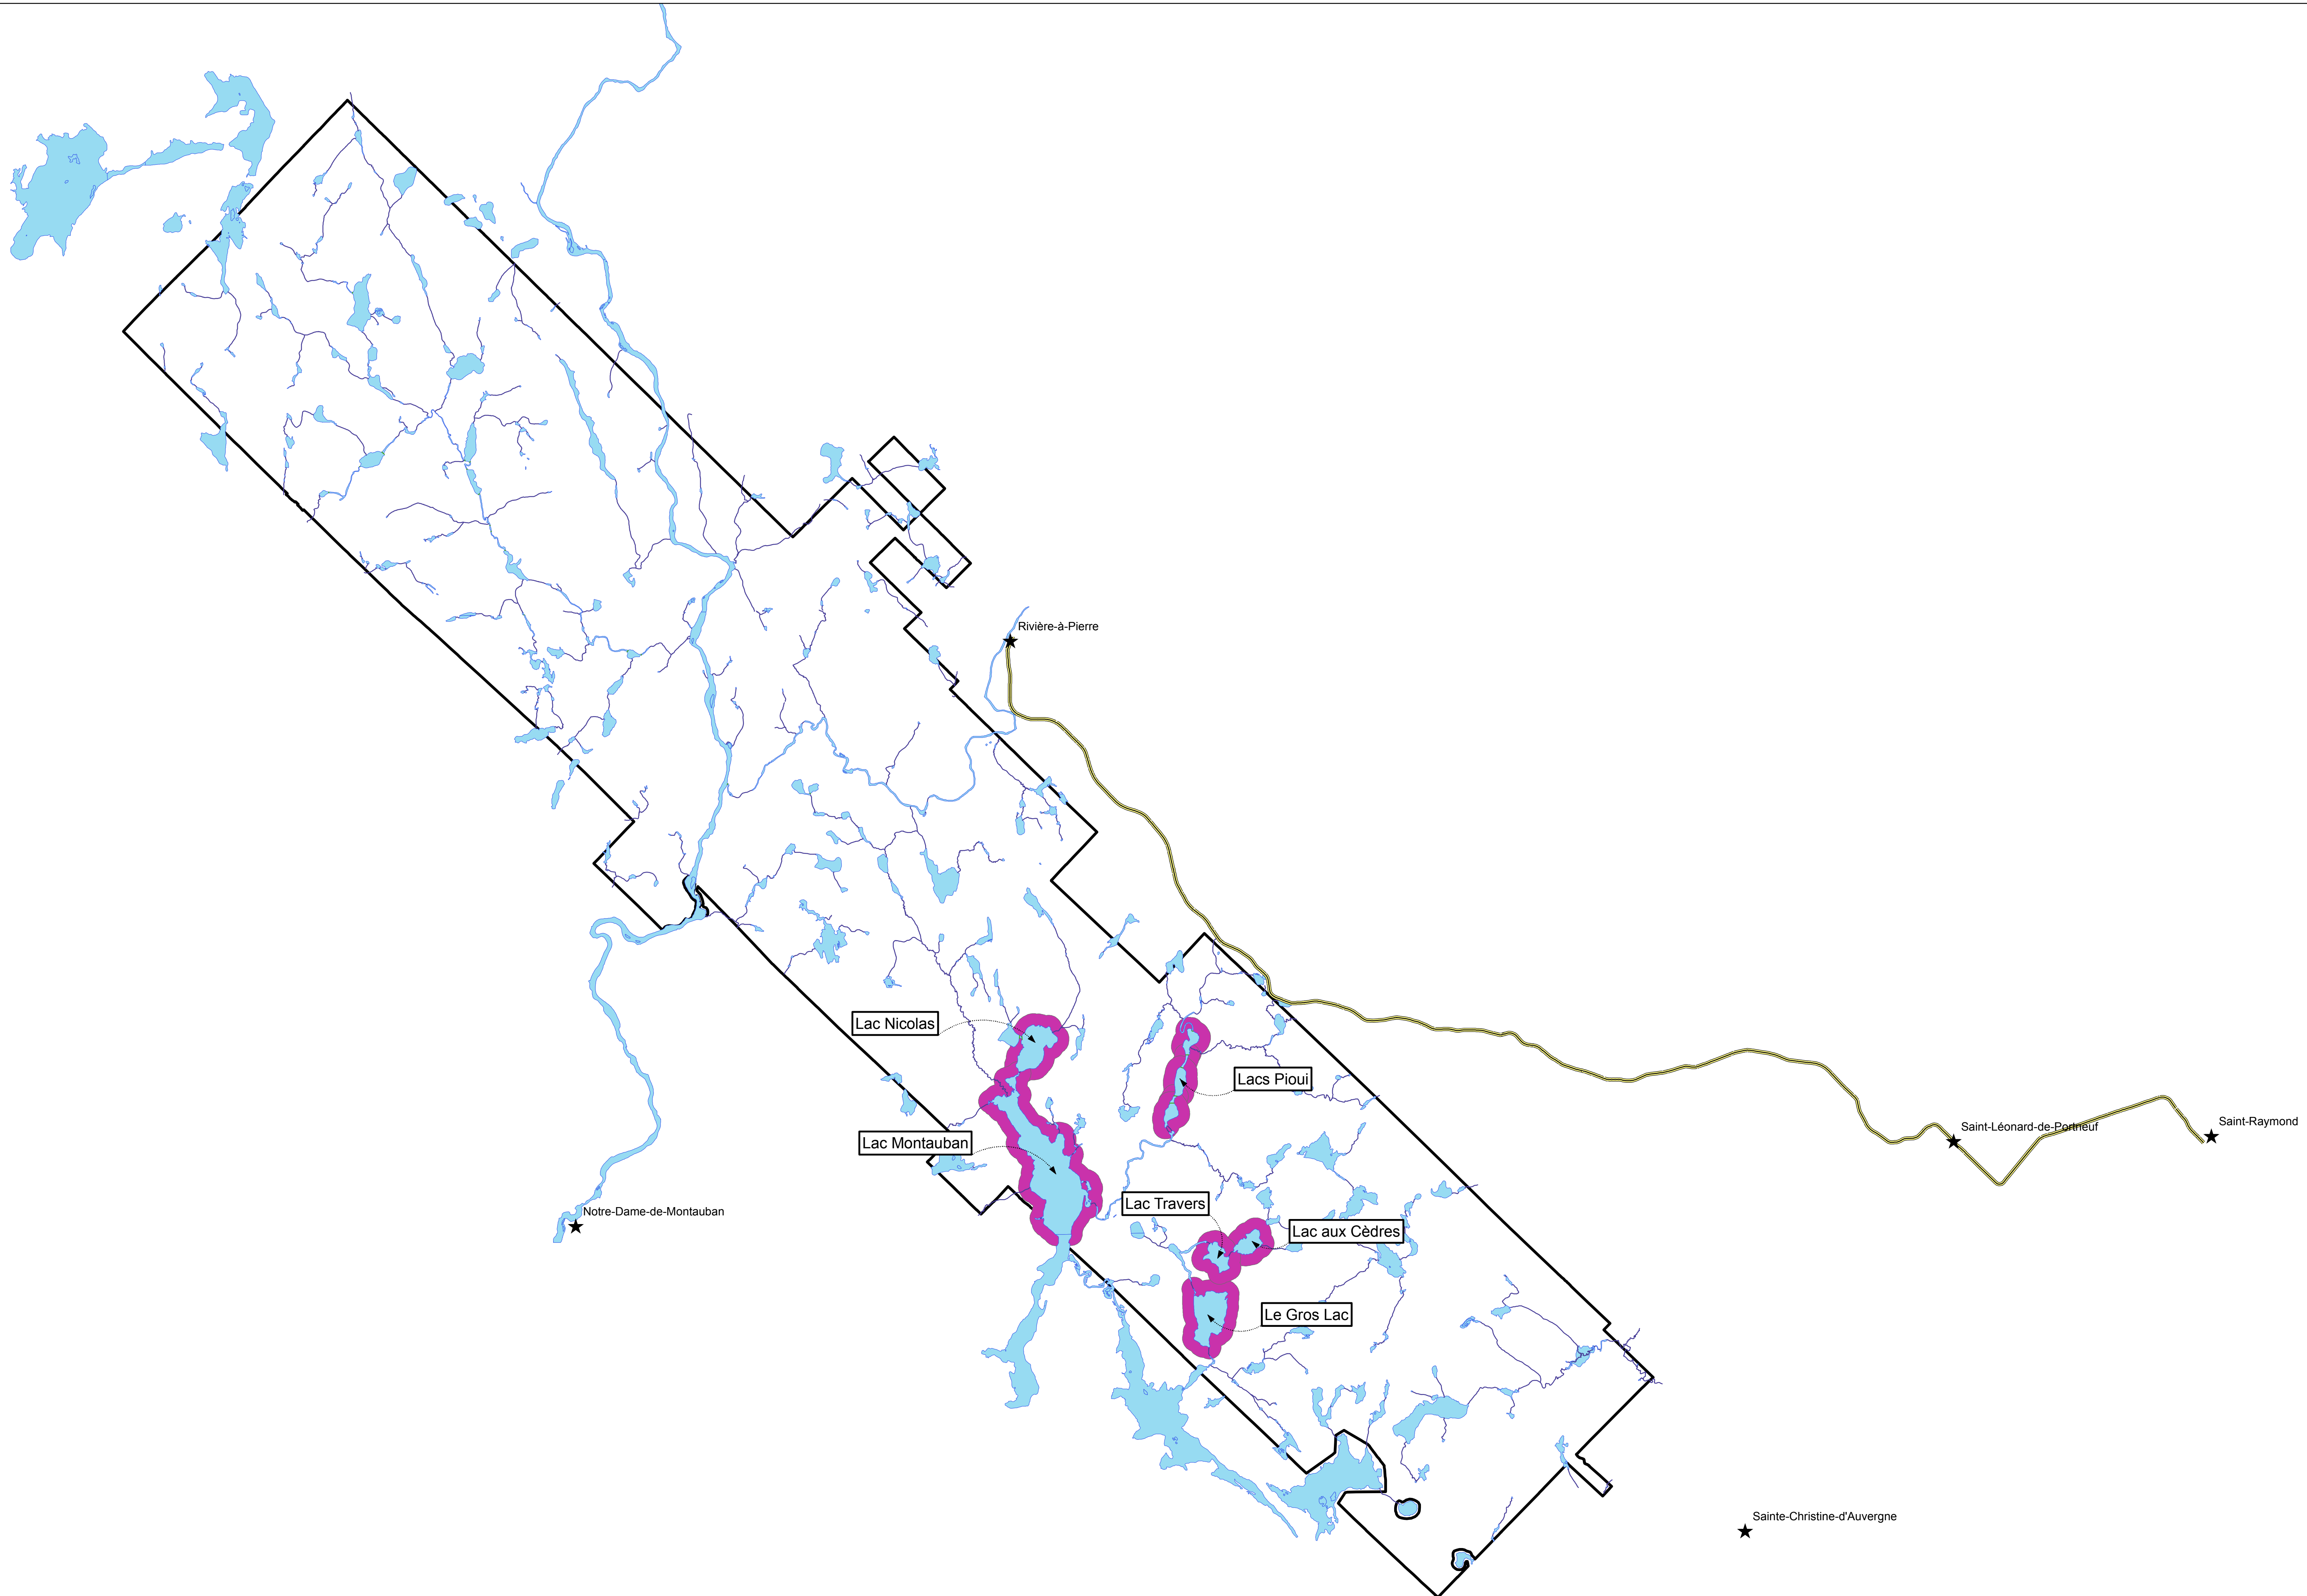 Rivière-à-Pierre
Lac Nicolas
Lacs Pioui
Saint-Raymond
Saint-Léonard-de-Portneuf
Lac Montauban
Lac Travers
Notre-Dame-de-Montauban
Lac aux Cèdres
Le Gros Lac
Sainte-Christine-d'Auvergne